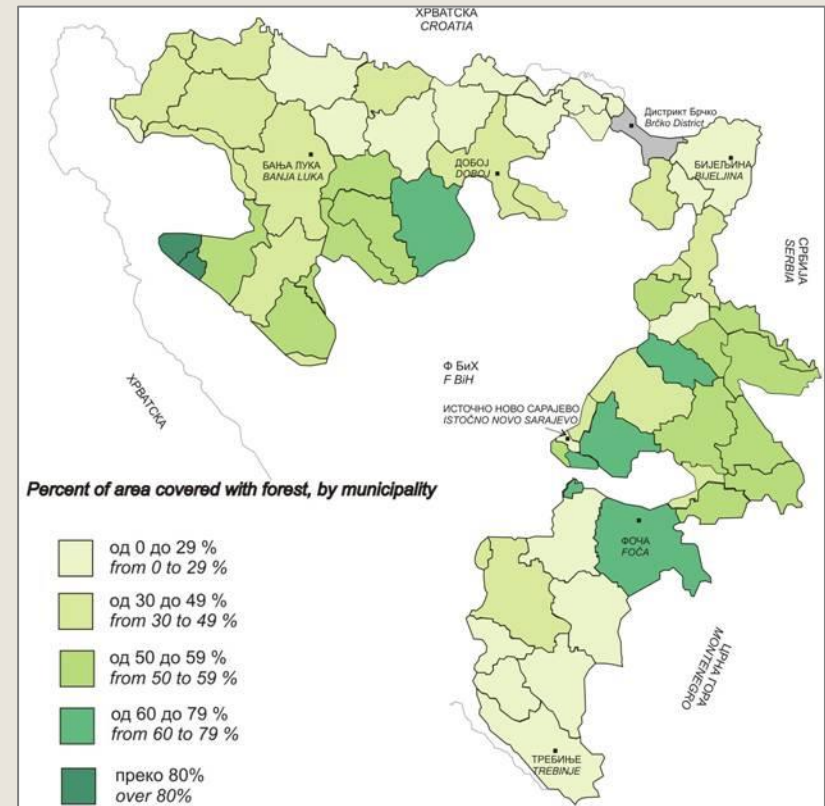 ХРВАТСКА
CROATIA
Дистрикт Брчко
Brčko District
БАЊА ЛУКА
BANJA LUKA
ДОБОЈ
DOBOJ
БИЈЕЉИНА
BIJELJINA
СРБИЈА
SERBIA
Ф БиХ
F BiH
ХРВАТСКА
ИСТОЧНО НОВО САРАЈЕВО
ISTOČNO NOVO SARAJEVO
Percent of area covered with forest, by municipality
од 0 до 29 %
from 0 to 29 %
од 30 до 49 %
from 30 to 49 %
од 50 до 59 %
from 50 to 59 %
од 60 до 79 %
from 60 to 79 %
преко 80%
over 80%
ФОЧА
FOČA
ЦРНА ГОРА
MONTENEGRO
ТРЕБИЊЕ
TREBINJE